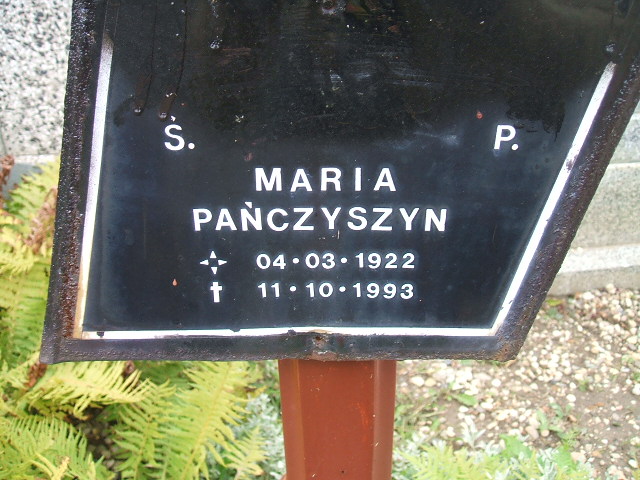 Ś. P.
MARIA
PAŃCZYSZYN
04·03·1922
† 11·10·1993